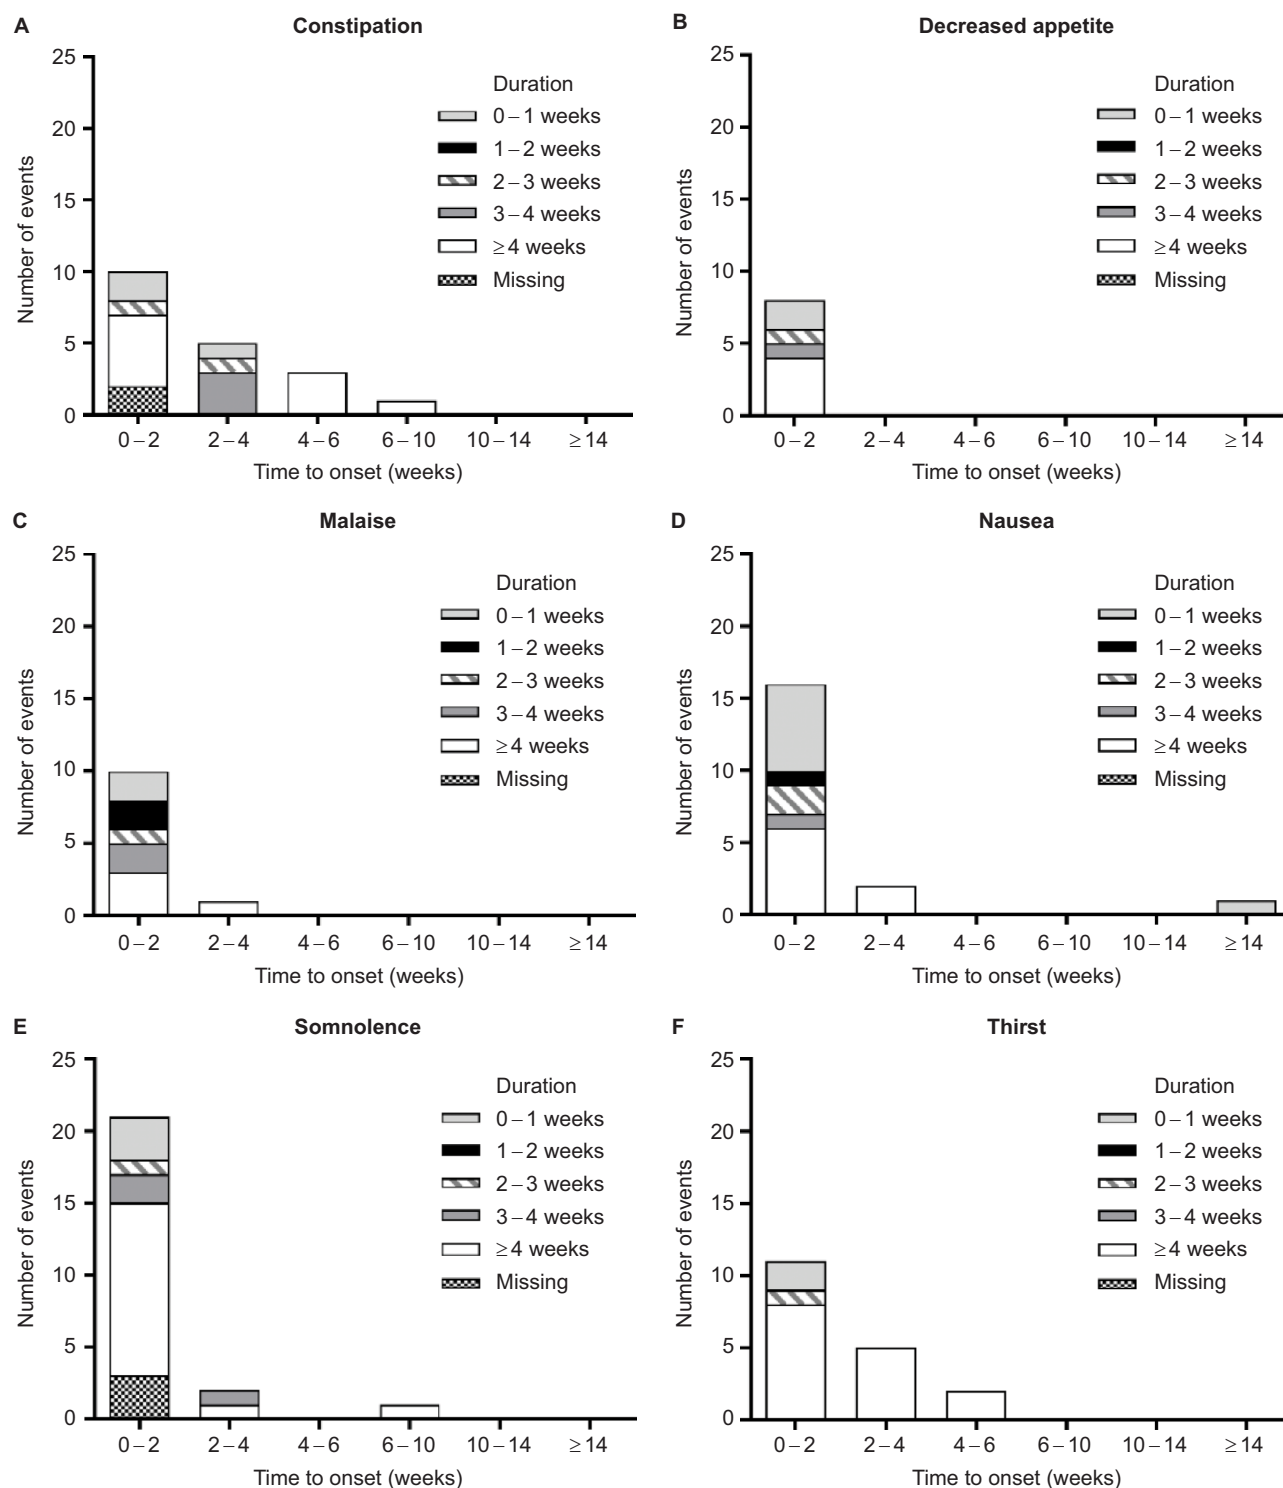 A Constipation
25
20
15
10
5
0
Number of events
Duration
0–1 weeks
1–2 weeks
2–3 weeks
3–4 weeks
≥4 weeks
Missing
0–2 2–4 4–6 6–10 10–14 ≥14
Time to onset (weeks)
B Decreased appetite
25
20
15
10
5
0
Number of events
Duration
0–1 weeks
1–2 weeks
2–3 weeks
3–4 weeks
≥4 weeks
Missing
0–2 2–4 4–6 6–10 10–14 ≥14
Time to onset (weeks)
C Malaise
25
20
15
10
5
0
Number of events
Duration
0–1 weeks
1–2 weeks
2–3 weeks
3–4 weeks
≥4 weeks
Missing
0–2 2–4 4–6 6–10 10–14 ≥14
Time to onset (weeks)
D Nausea
25
20
15
10
5
0
Number of events
Duration
0–1 weeks
1–2 weeks
2–3 weeks
3–4 weeks
≥4 weeks
Missing
0–2 2–4 4–6 6–10 10–14 ≥14
Time to onset (weeks)
E Somnolence
25
20
15
10
5
0
Number of events
Duration
0–1 weeks
1–2 weeks
2–3 weeks
3–4 weeks
≥4 weeks
Missing
0–2 2–4 4–6 6–10 10–14 ≥14
Time to onset (weeks)
F Thirst
25
20
15
10
5
0
Number of events
Duration
0–1 weeks
1–2 weeks
2–3 weeks
3–4 weeks
≥4 weeks
Missing
0–2 2–4 4–6 6–10 10–14 ≥14
Time to onset (weeks)